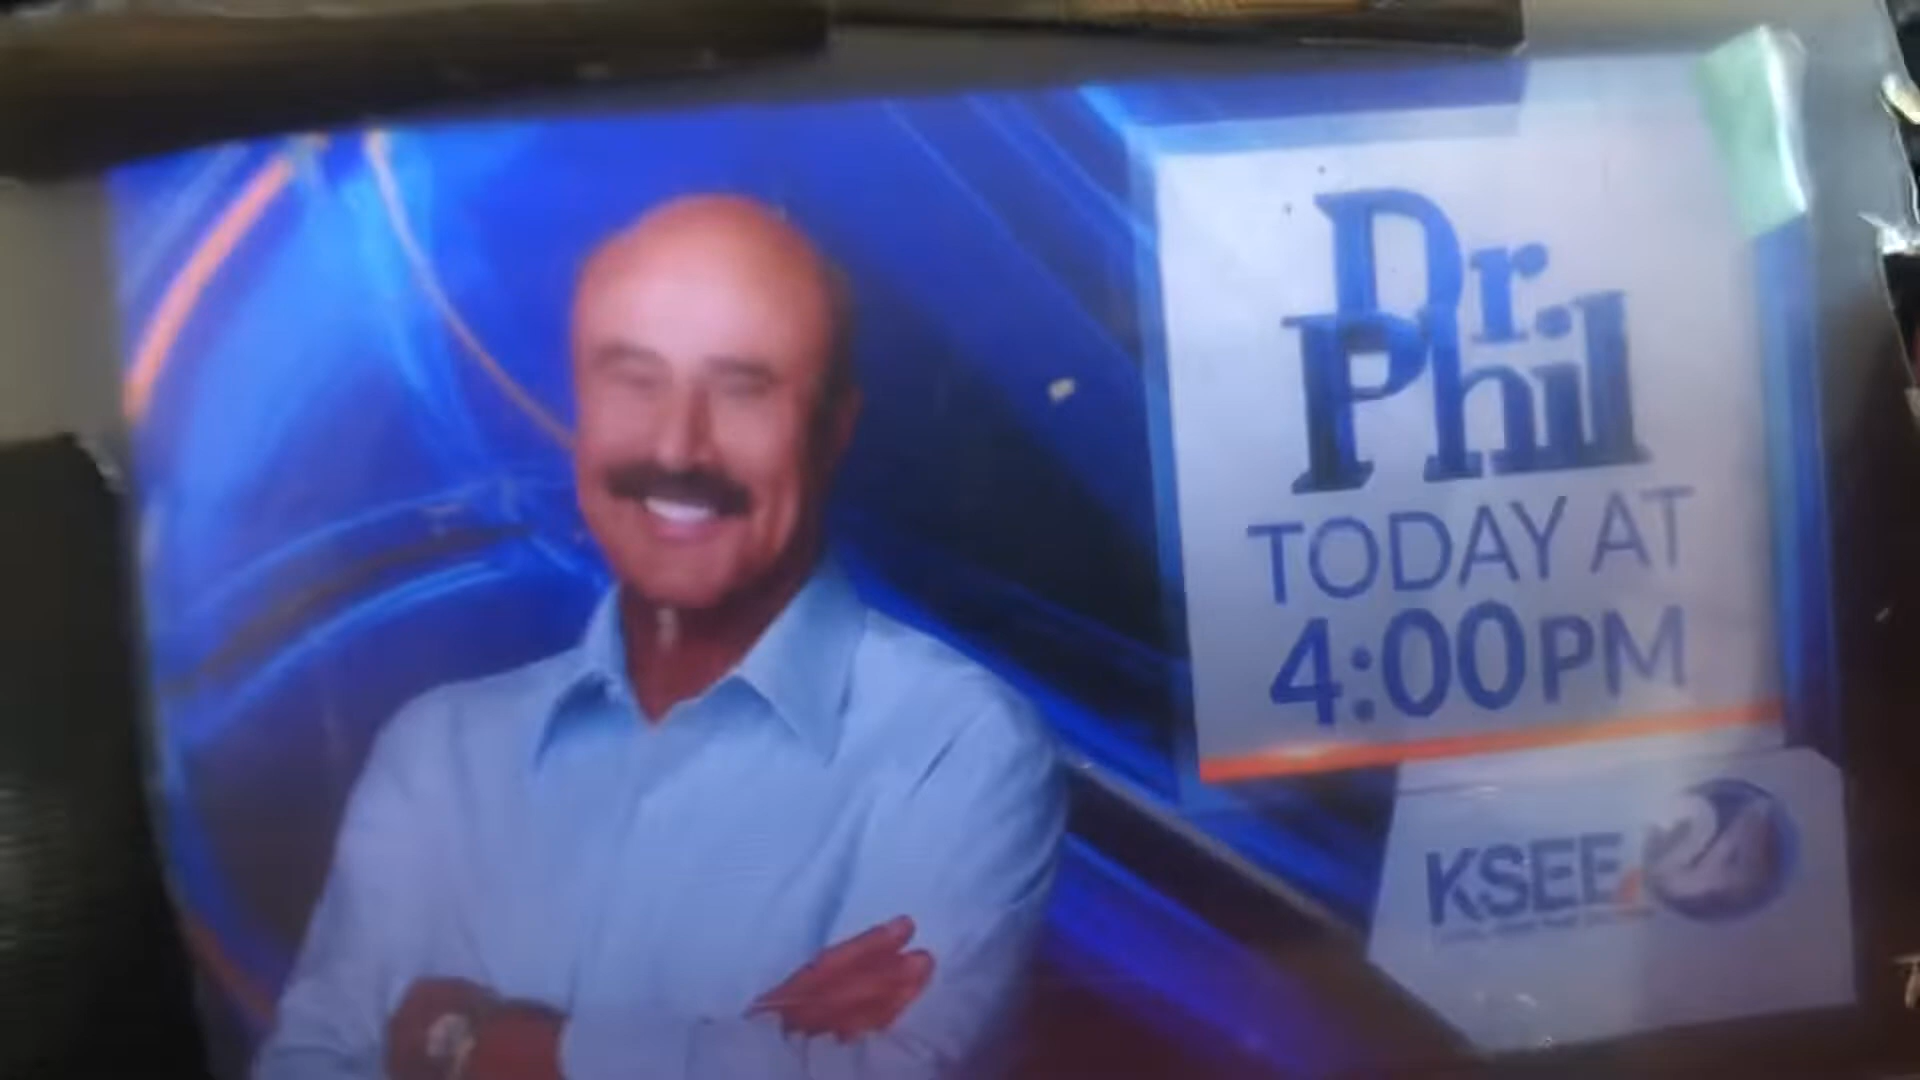 Dr
Phil
TODAY AT
4:00PM
KSEE 24